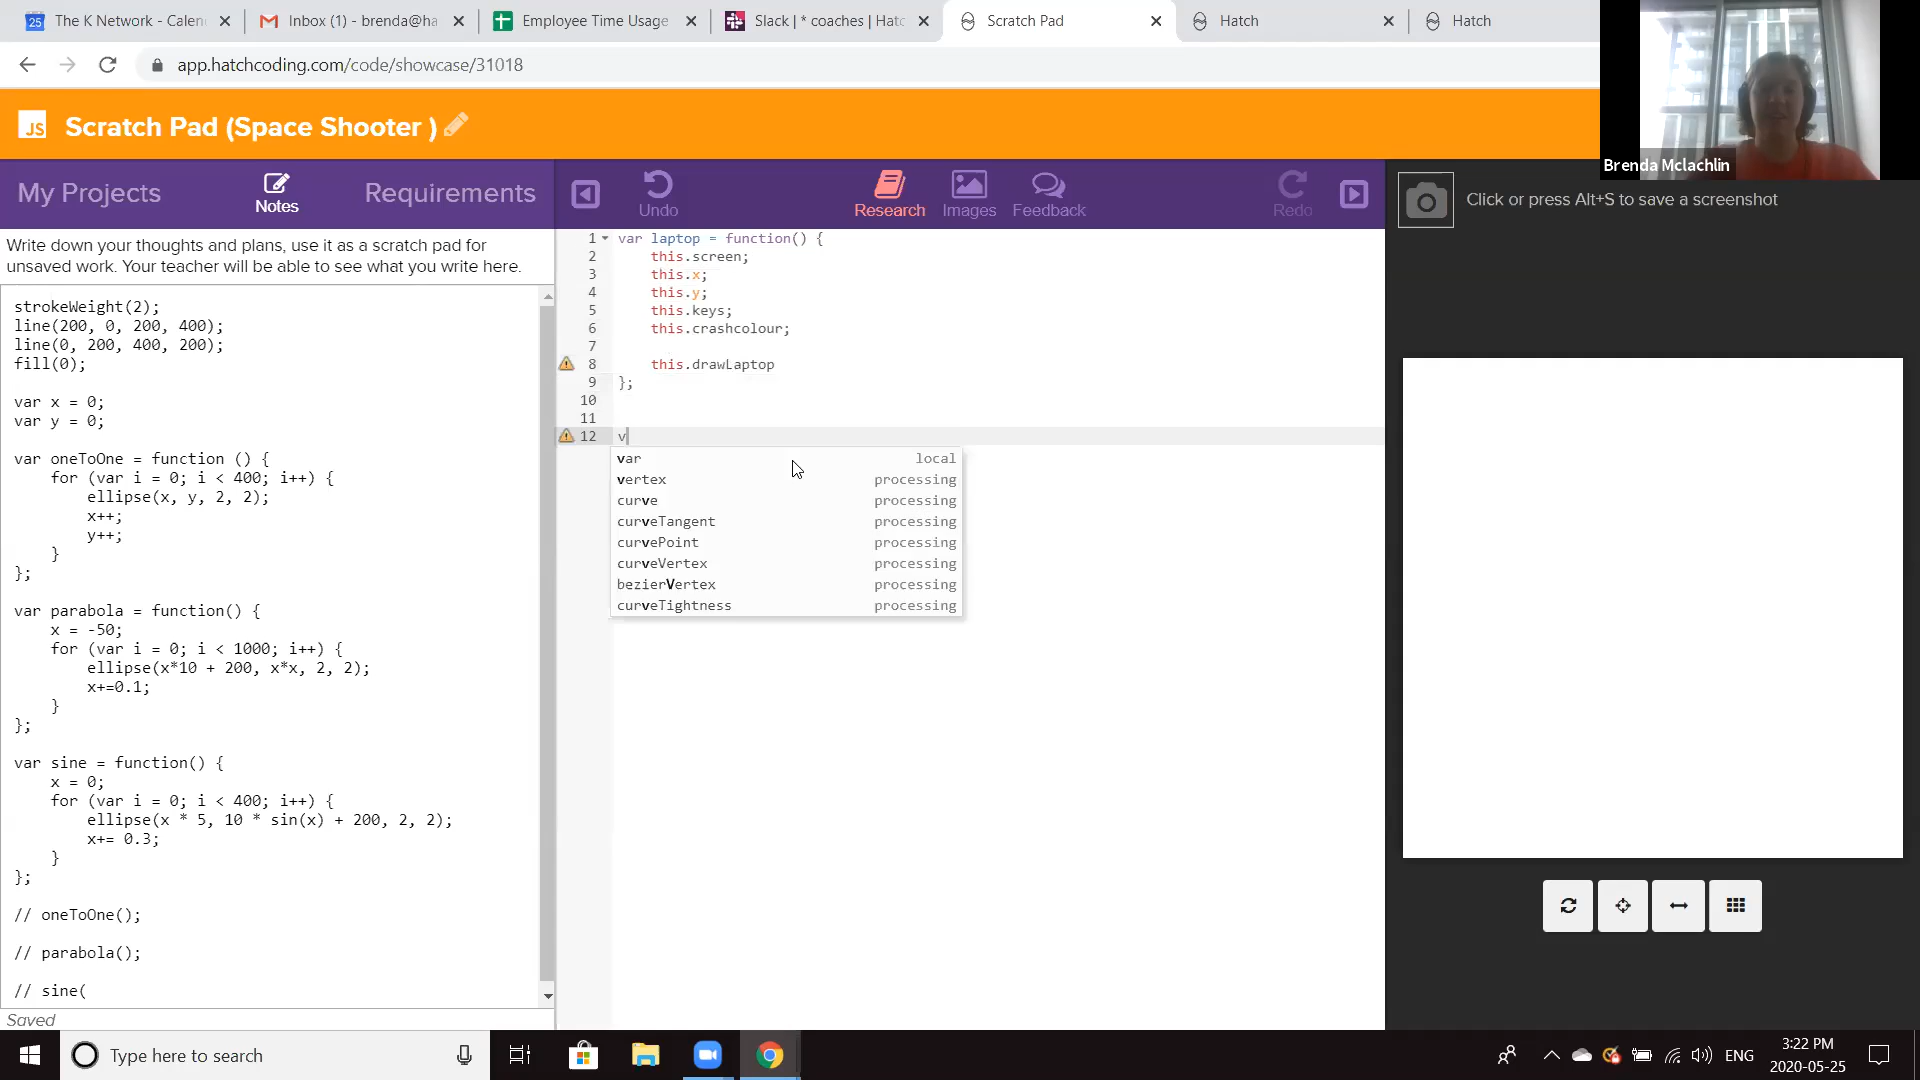 The K Network - Calen
Inbox (1) - brenda@ha
Employee Time Usage
Slack | * coaches | Hatc
Scratch Pad
Hatch
Hatch
app.hatchcoding.com/code/showcase/31018
JS
Scratch Pad (Space Shooter )
Brenda Mclachlin
My Projects
Notes
Requirements
Undo
Research
Images
Feedback
Redo
Click or press Alt+S to save a screenshot
Write down your thoughts and plans, use it as a scratch pad for
unsaved work. Your teacher will be able to see what you write here.
strokeWeight(2);
line(200, 0, 200, 400);
line(0, 200, 400, 200);
fill(0);
var x = 0;
var y = 0;
var oneToOne = function () {
for (var i = 0; i < 400; i++) {
ellipse(x, y, 2, 2);
x++;
y++;
}
};
var parabola = function() {
x = -50;
for (var i = 0; i < 1000; i++) {
ellipse(x*10 + 200, x*x, 2, 2);
x+=0.1;
}
};
var sine = function() {
x = 0;
for (var i = 0; i < 400; i++) {
ellipse(x * 5, 10 * sin(x) + 200, 2, 2);
x+= 0.3;
}
};
// oneToOne();
// parabola();
// sine(
Saved
1 var laptop = function() {
2 this.screen;
3 this.x;
4 this.y;
5 this.keys;
6 this.crashcolour;
7
8 this.drawLaptop
9 };
10
11
12 v
var local
vertex processing
curve processing
curveTangent processing
curvePoint processing
curveVertex processing
bezierVertex processing
curveTightness processing
Type here to search
ENG
3:22 PM
2020-05-25